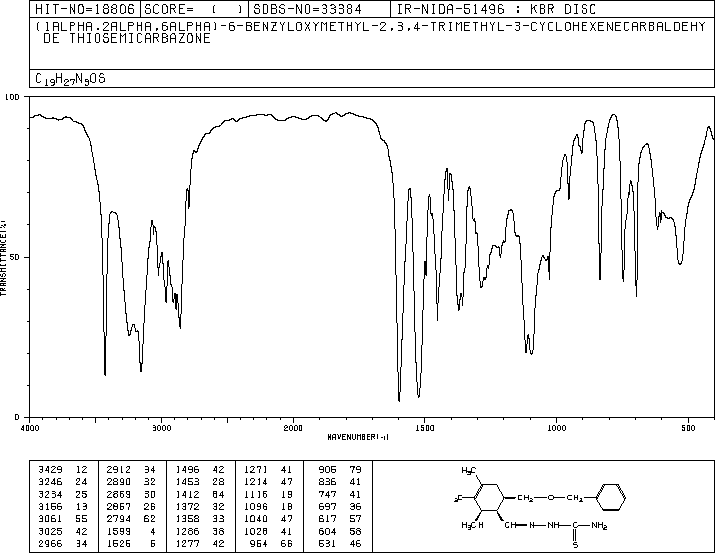 HIT-NO=18806 SCORE= ( ) SDBS-NO=33384 IR-NIDA-51496 : KBR DISC
(1ALPHA,2ALPHA,6ALPHA)-6-BENZYLOXYMETHYL-2,3,4-TRIMETHYL-3-CYCLOHEXENECARBALDEHY
DE THIOSEMICARBAZONE
C19H27N3OS
100
TRANSMITTANCE(%)
50
0
4000 3000 2000 1500 1000 500
WAVENUMBER(-1)
3429 12 2912 34 1496 42 1271 41 906 79
3246 24 2890 32 1453 28 1214 47 836 41
3234 25 2869 30 1412 64 1116 19 747 41
3156 13 2857 26 1372 32 1096 18 697 36
3061 55 2794 62 1358 33 1040 47 617 57
3025 42 1599 4 1286 38 1028 41 604 58
2966 34 1526 5 1277 42 954 66 531 46
H3C
CH2 O CH2
H3C H CH N NH C NH2
S